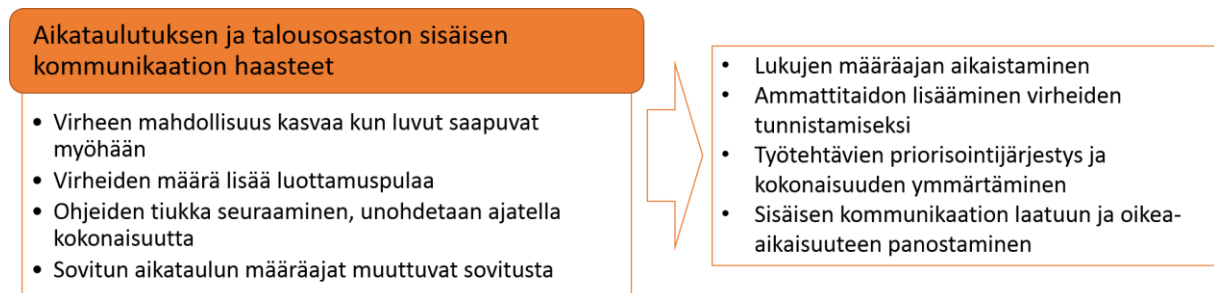 Aikataulutuksen ja talousosaston sisäisen
kommunikaation haasteet
• Virheen mahdollisuus kasvaa kun luvut saapuvat
myöhään
• Virheiden määrä lisää luottamuspulaa
• Ohjeiden tiukka seuraaminen, unohdetaan ajatella
kokonaisuutta
• Sovitun aikataulun määräajat muuttuvat sovitusta
• Lukujen määräajan aikaistaminen
• Ammattitaidon lisääminen virheiden
tunnistamiseksi
• Työtehtävien priorisointijärjestys ja
kokonaisuuden ymmärtäminen
• Sisäisen kommunikaation laatuun ja oikea-
aikaisuuteen panostaminen